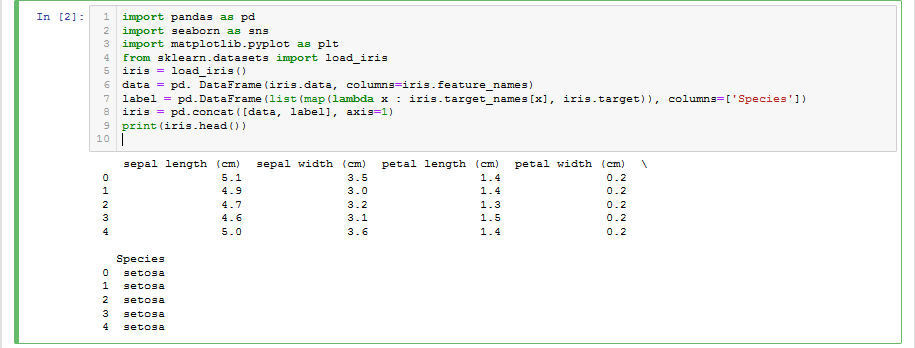 In [2]:
1 import pandas as pd
2 import seaborn as sns
3 import matplotlib.pyplot as plt
4 from sklearn.datasets import load_iris
5 iris = load_iris()
6 data = pd. DataFrame(iris.data, columns=iris.feature_names)
7 label = pd.DataFrame(list(map(lambda x : iris.target_names[x], iris.target)), columns=['Species'])
8 iris = pd.concat([data, label], axis=1)
9 print(iris.head())
10
sepal length (cm) sepal width (cm) petal length (cm) petal width (cm) \
0 5.1 3.5 1.4 0.2
1 4.9 3.0 1.4 0.2
2 4.7 3.2 1.3 0.2
3 4.6 3.1 1.5 0.2
4 5.0 3.6 1.4 0.2
Species
0 setosa
1 setosa
2 setosa
3 setosa
4 setosa